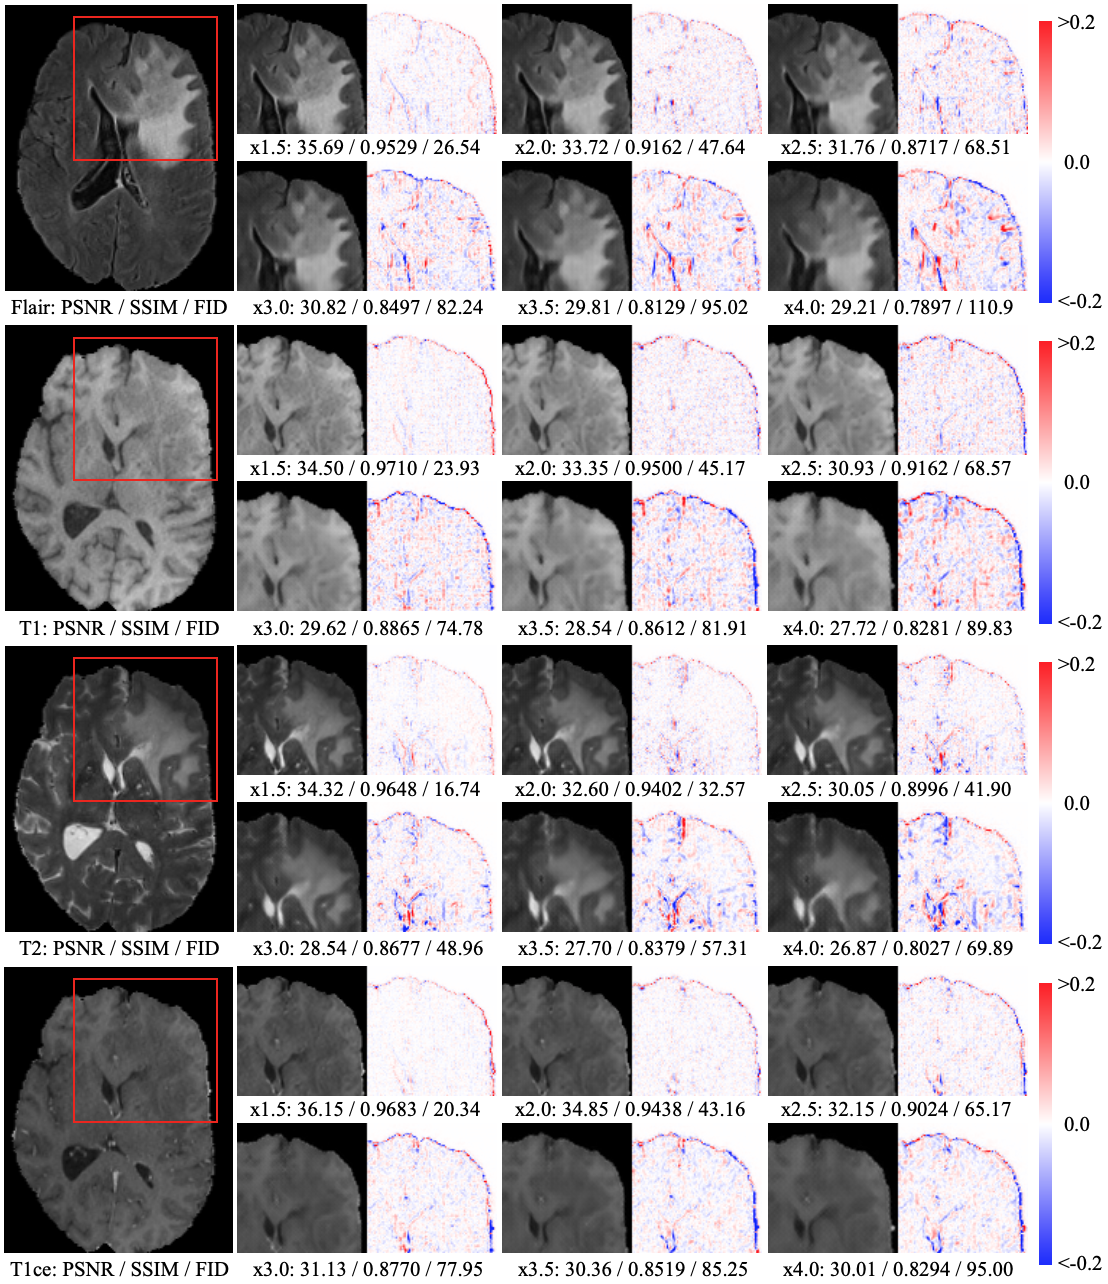 >0.2
x1.5: 35.69 / 0.9529 / 26.54
x2.0: 33.72 / 0.9162 / 47.64
x2.5: 31.76 / 0.8717 / 68.51
0.0
<-0.2
Flair: PSNR / SSIM / FID
x3.0: 30.82 / 0.8497 / 82.24
x3.5: 29.81 / 0.8129 / 95.02
x4.0: 29.21 / 0.7897 / 110.9
>0.2
x1.5: 34.50 / 0.9710 / 23.93
x2.0: 33.35 / 0.9500 / 45.17
x2.5: 30.93 / 0.9162 / 68.57
0.0
<-0.2
T1: PSNR / SSIM / FID
x3.0: 29.62 / 0.8865 / 74.78
x3.5: 28.54 / 0.8612 / 81.91
x4.0: 27.72 / 0.8281 / 89.83
>0.2
x1.5: 34.32 / 0.9648 / 16.74
x2.0: 32.60 / 0.9402 / 32.57
x2.5: 30.05 / 0.8996 / 41.90
0.0
<-0.2
T2: PSNR / SSIM / FID
x3.0: 28.54 / 0.8677 / 48.96
x3.5: 27.70 / 0.8379 / 57.31
x4.0: 26.87 / 0.8027 / 69.89
>0.2
x1.5: 36.15 / 0.9683 / 20.34
x2.0: 34.85 / 0.9438 / 43.16
x2.5: 32.15 / 0.9024 / 65.17
0.0
<-0.2
T1ce: PSNR / SSIM / FID
x3.0: 31.13 / 0.8770 / 77.95
x3.5: 30.36 / 0.8519 / 85.25
x4.0: 30.01 / 0.8294 / 95.00